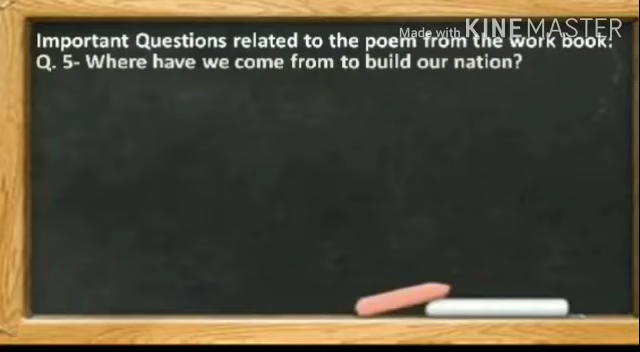 Made with KINEMASTER
Important Questions related to the poem from the work book:
Q. 5- Where have we come from to build our nation?